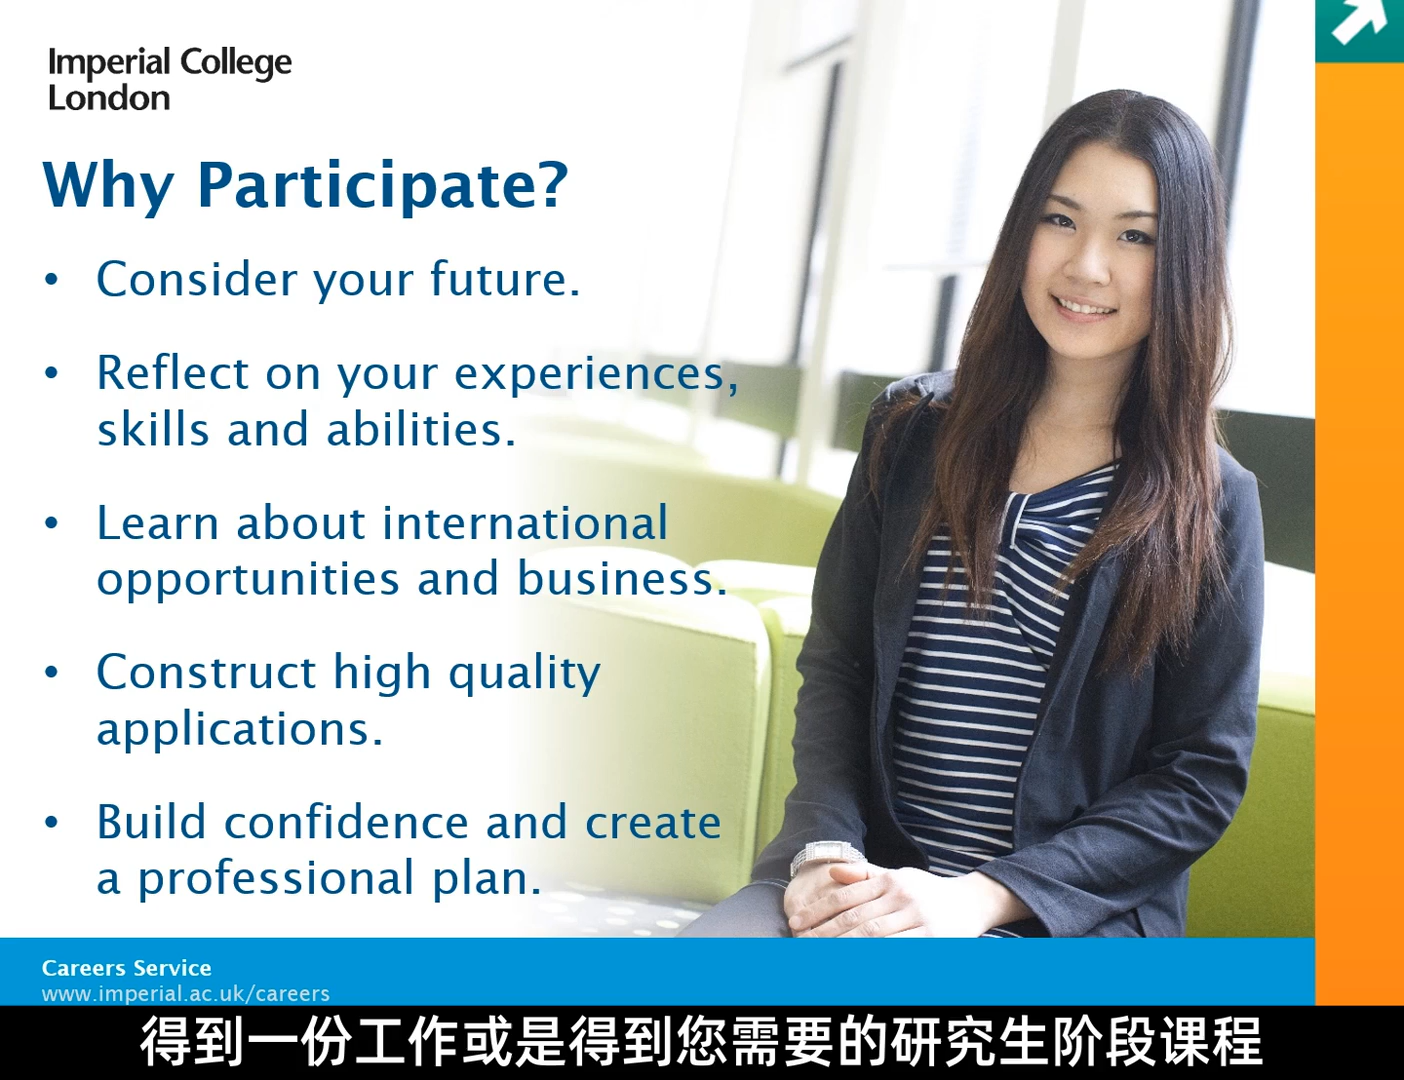 Imperial College
London
Why Participate?
• Consider your future.
• Reflect on your experiences,
skills and abilities.
• Learn about international
opportunities and business.
• Construct high quality
applications.
• Build confidence and create
a professional plan.
Careers Service
www.imperial.ac.uk/careers
得到一份工作或是得到您需要的研究生阶段课程